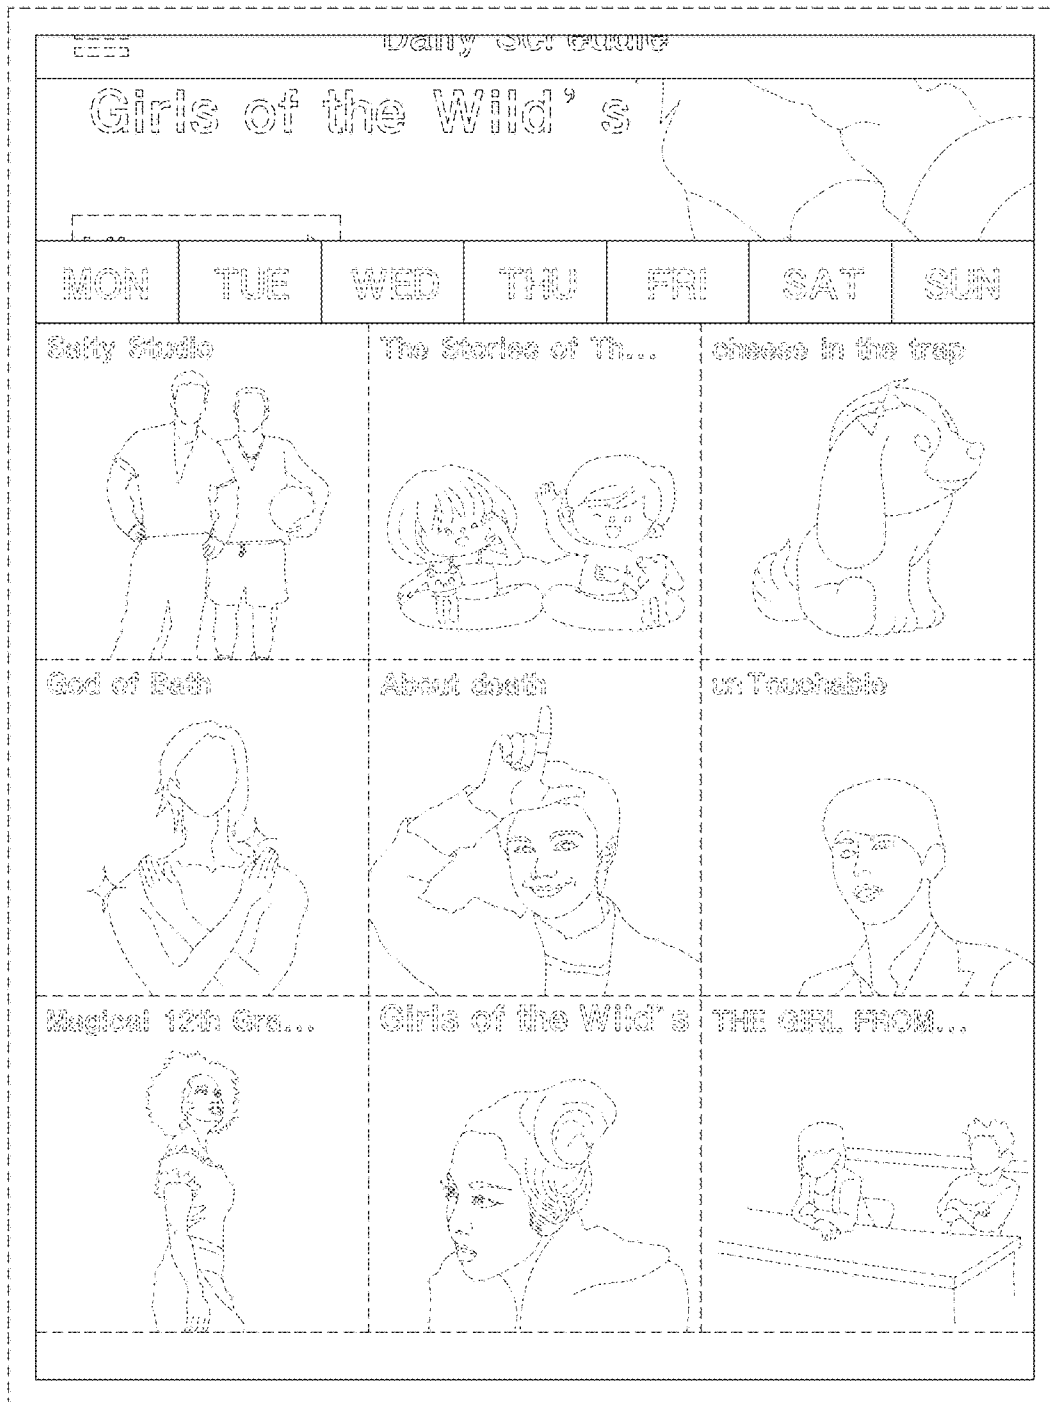 Daily Schedule
Girls of the Wild's
MON TUE WED THU FRI SAT SUN
Salty Studio
The Stories of Th...
cheese in the trap
God of Bath
About death
unTouchable
Magical 12th Gra...
Girls of the Wild's
THE GIRL FROM...